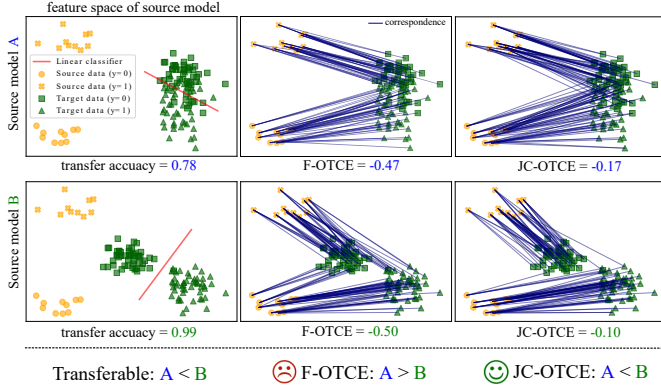 feature space of source model
Source model A
Linear classifier
Source data (y=0)
Source data (y=1)
Target data (y=0)
Target data (y=1)
correspondence
transfer accuacy = 0.78
F-OTCE = -0.47
JC-OTCE = -0.17
Source model B
transfer accuacy = 0.99
F-OTCE = -0.50
JC-OTCE = -0.10
Transferable: A < B
F-OTCE: A > B
JC-OTCE: A < B